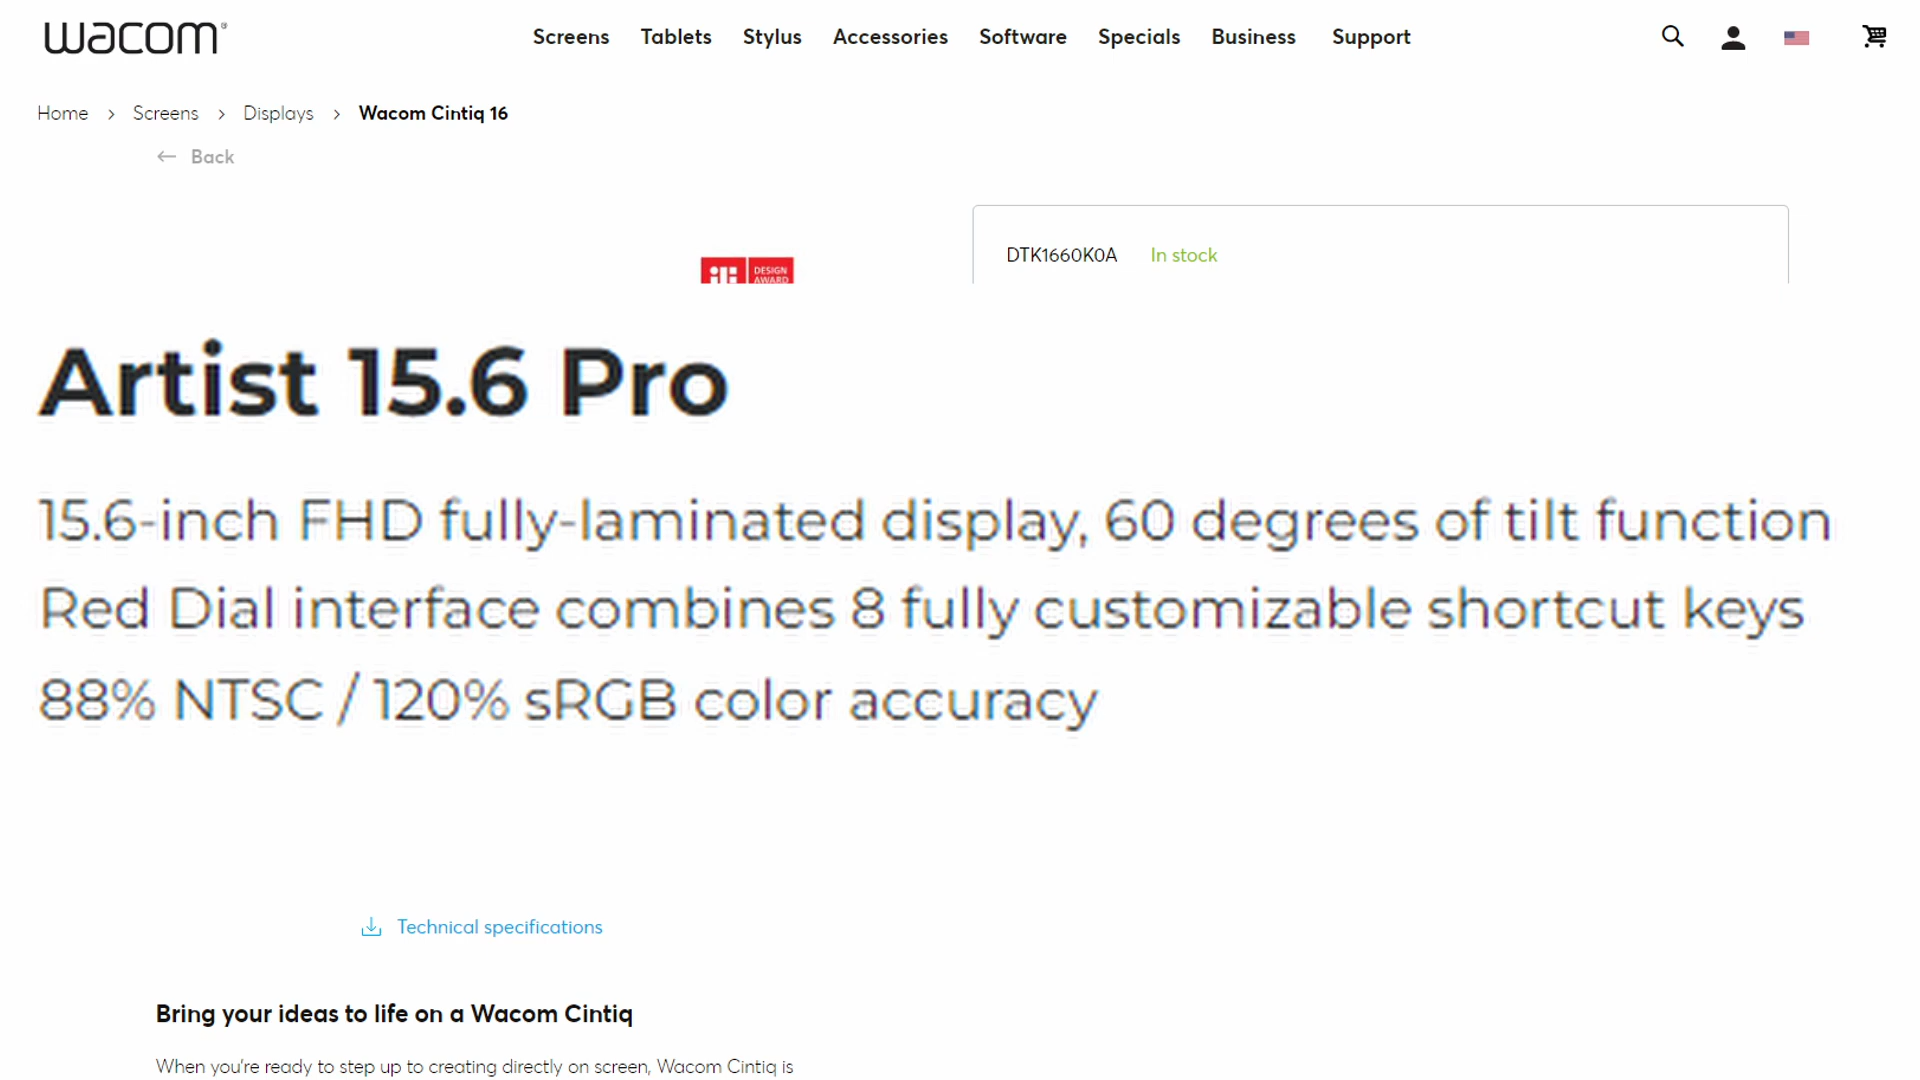 wacom
Screens Tablets Stylus Accessories Software Specials Business Support
Home > Screens > Displays > Wacom Cintiq 16
← Back
DTK1660K0A In stock
DESIGN
AWARD
Artist 15.6 Pro
15.6-inch FHD fully-laminated display, 60 degrees of tilt function
Red Dial interface combines 8 fully customizable shortcut keys
88% NTSC / 120% sRGB color accuracy
Technical specifications
Bring your ideas to life on a Wacom Cintiq
When you're ready to step up to creating directly on screen, Wacom Cintiq is